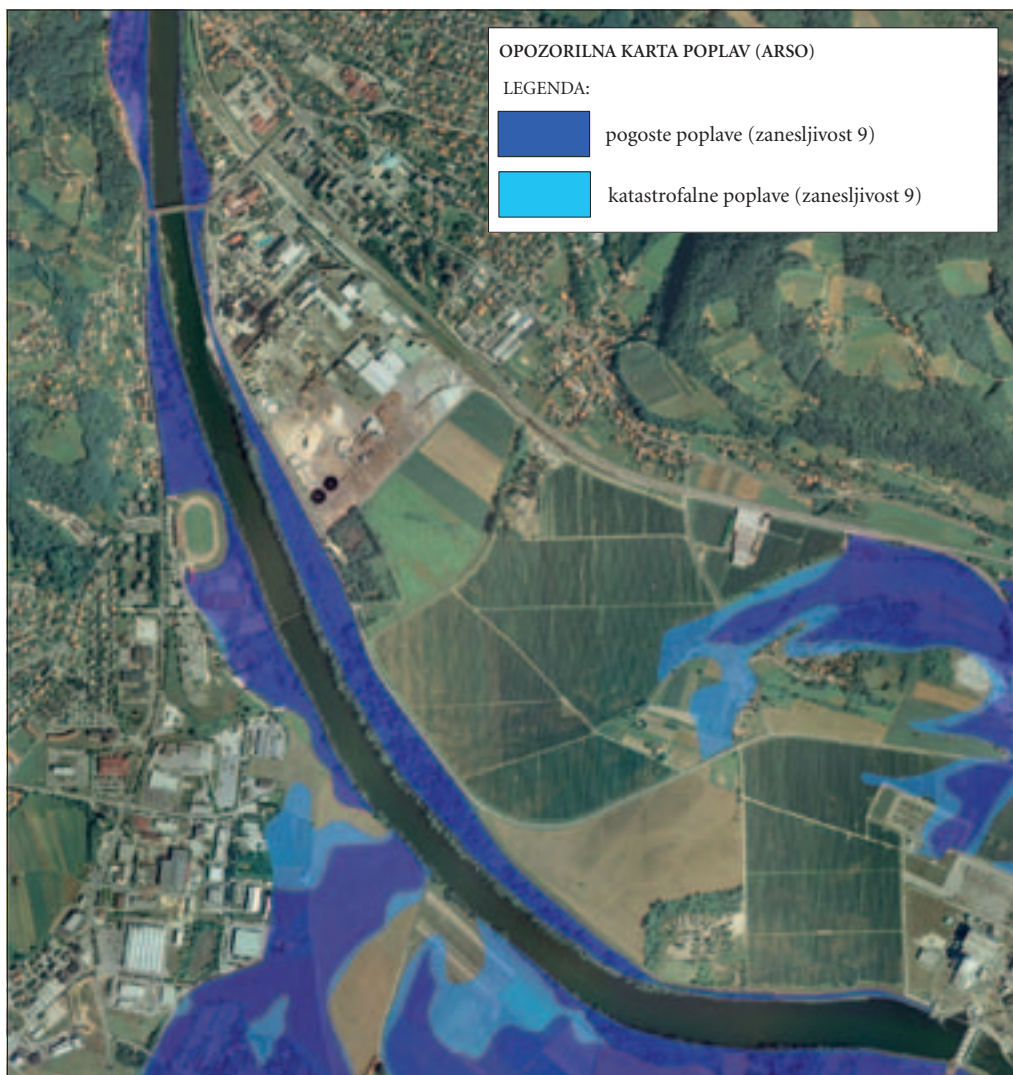 OPOZORILNA KARTA POPLAV (ARSO)
LEGENDA:
pogoste poplave (zanesljivost 9)
katastrofalne poplave (zanesljivost 9)